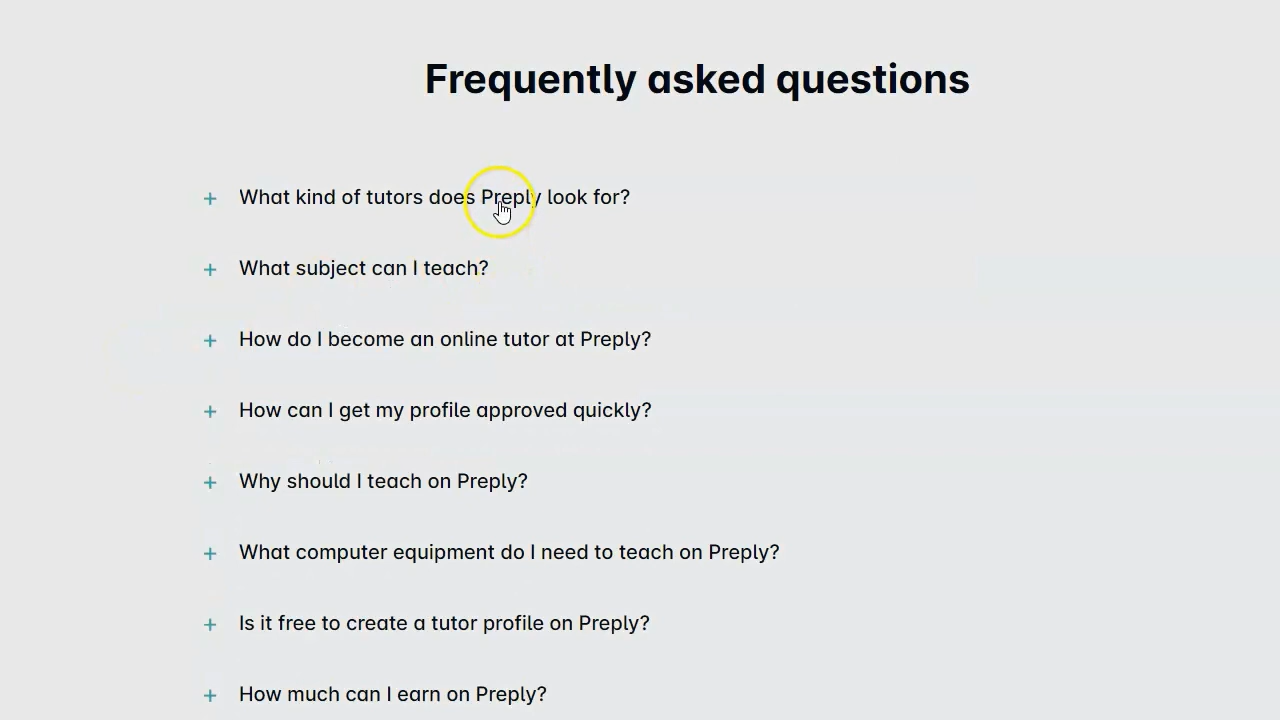 Frequently asked questions
+ What kind of tutors does Preply look for?
+ What subject can I teach?
+ How do I become an online tutor at Preply?
+ How can I get my profile approved quickly?
+ Why should I teach on Preply?
+ What computer equipment do I need to teach on Preply?
+ Is it free to create a tutor profile on Preply?
+ How much can I earn on Preply?